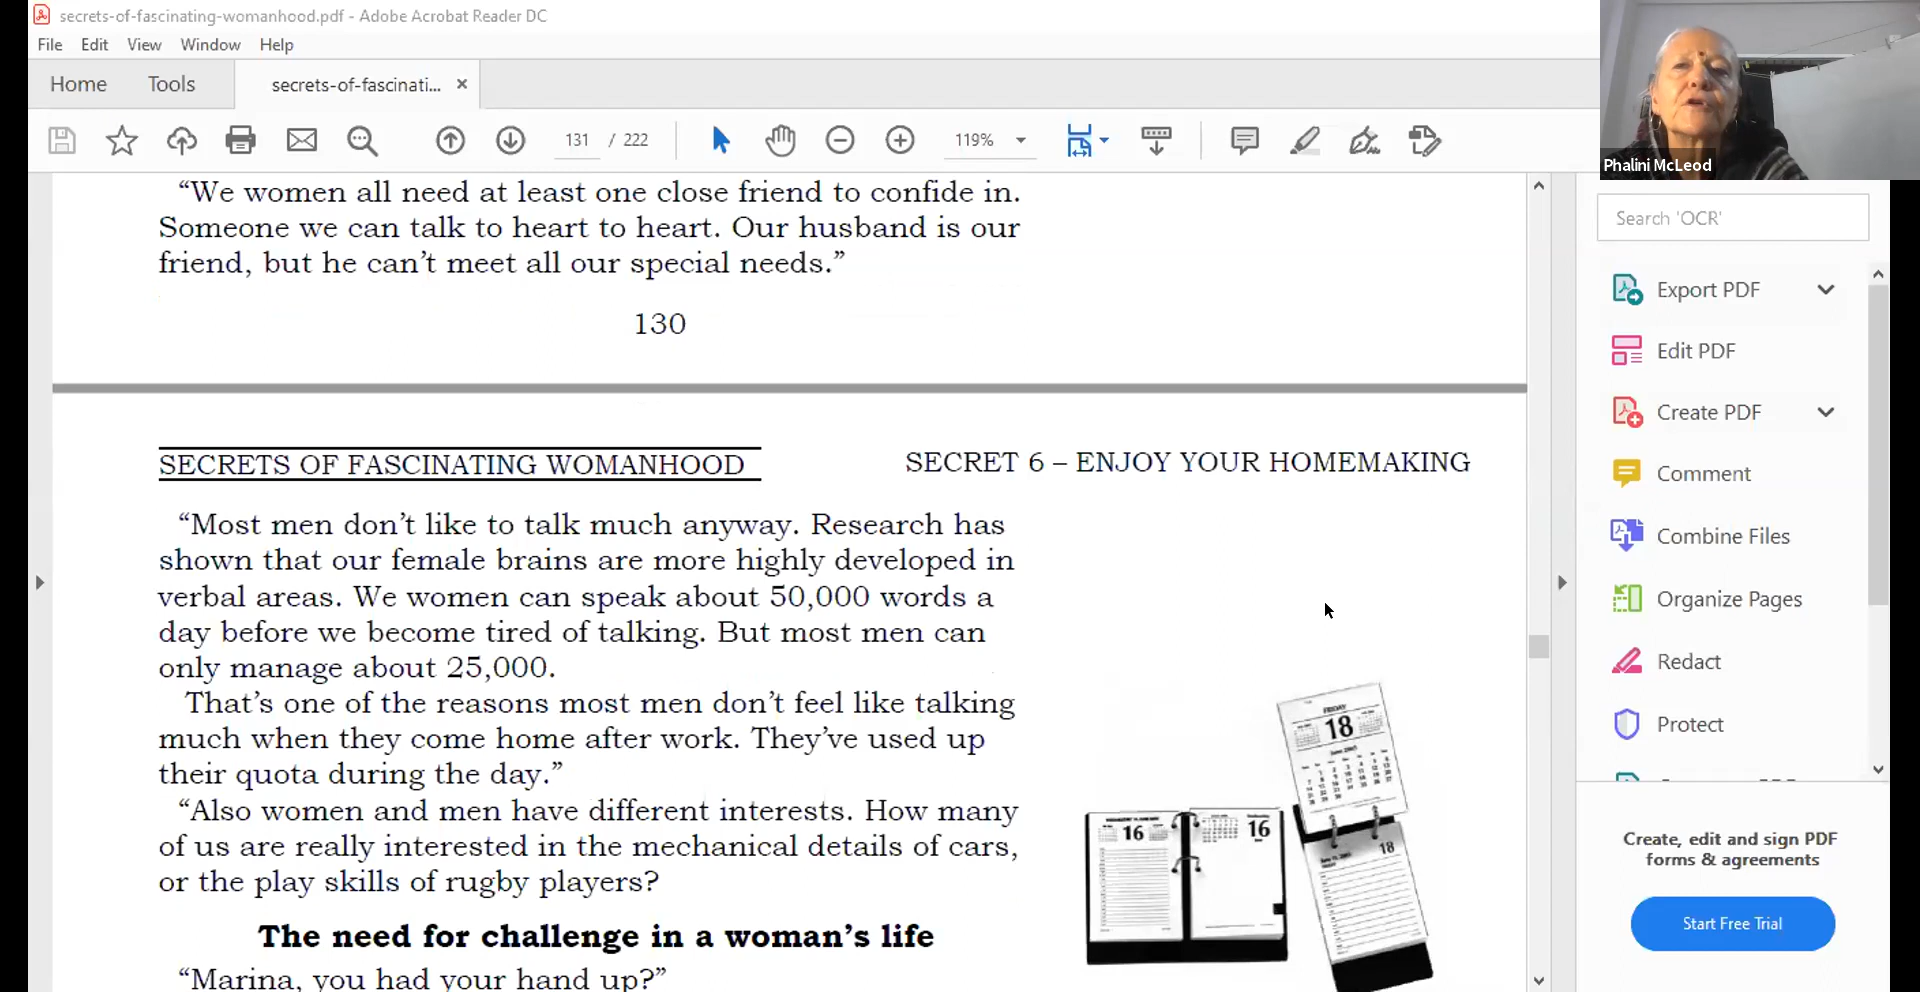 secrets-of-fascinating-womanhood.pdf - Adobe Acrobat Reader DC
File Edit View Window Help
Home Tools secrets-of-fascinati... ×
131 / 222 119%
Phalini McLeod
“We women all need at least one close friend to confide in.
Someone we can talk to heart to heart. Our husband is our
friend, but he can’t meet all our special needs.”
130
SECRETS OF FASCINATING WOMANHOOD
SECRET 6 – ENJOY YOUR HOMEMAKING
“Most men don’t like to talk much anyway. Research has
shown that our female brains are more highly developed in
verbal areas. We women can speak about 50,000 words a
day before we become tired of talking. But most men can
only manage about 25,000.
That’s one of the reasons most men don’t feel like talking
much when they come home after work. They’ve used up
their quota during the day.”
“Also women and men have different interests. How many
of us are really interested in the mechanical details of cars,
or the play skills of rugby players?
The need for challenge in a woman’s life
“Marina, you had your hand up?”
FRIDAY
18
16
16
18
Search 'OCR'
Export PDF
Edit PDF
Create PDF
Comment
Combine Files
Organize Pages
Redact
Protect
Create, edit and sign PDF
forms & agreements
Start Free Trial